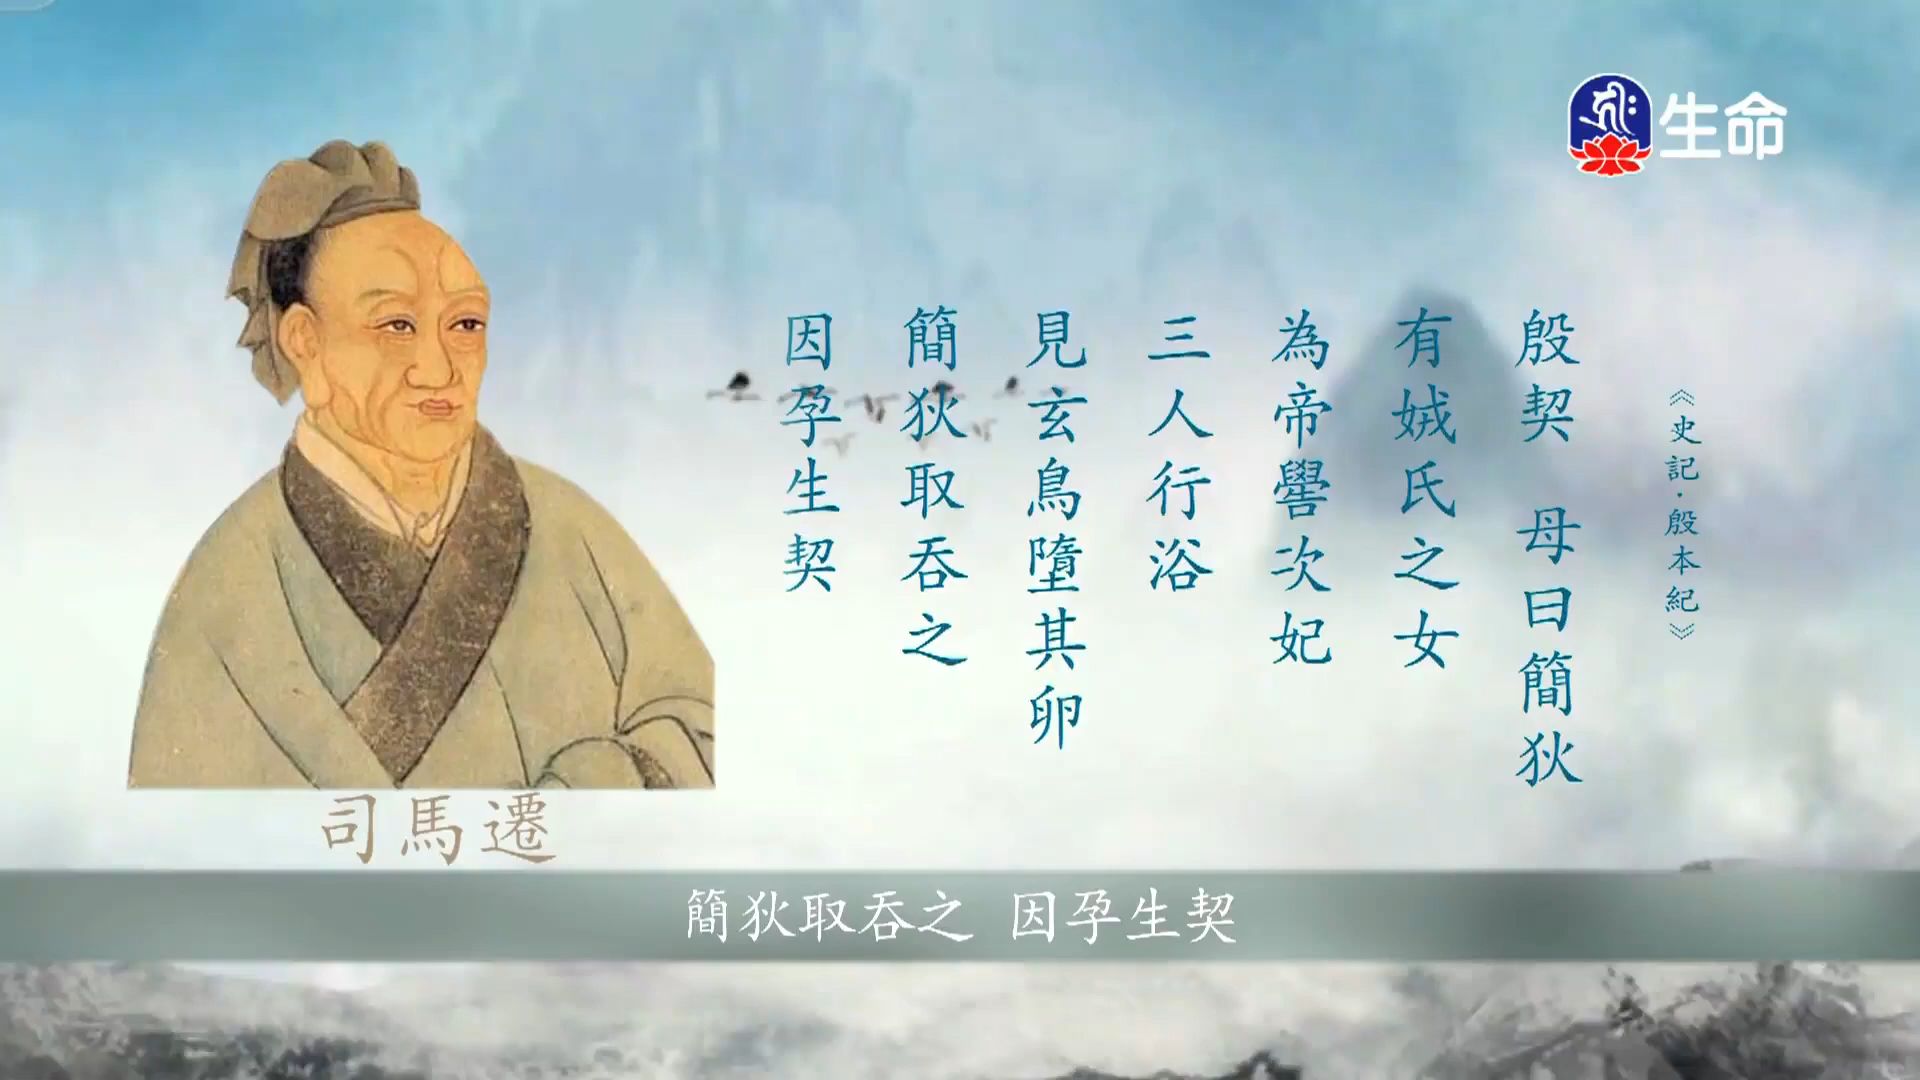 生命
《史記·殷本紀》
殷契 母曰簡狄
有娀氏之女
為帝嚳次妃
三人行浴
見玄鳥墮其卵
簡狄取吞之
因孕生契
司馬遷
簡狄取吞之 因孕生契